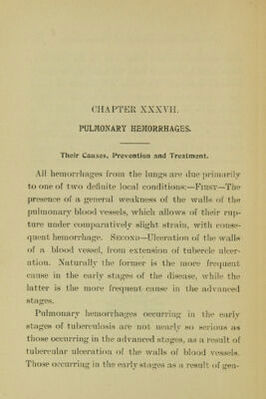 CHAPTER XXXVII.
PULMONARY HEMORRHAGES.
Their Causes, Prevention and Treatment.
All hemorrhages from the lungs are due primarily
to one of two definite local conditions:—FIRST—The
presence of a general weakness of the walls of the
pulmonary blood vessels, which allows of their rup-
ture under comparatively slight strain, with conse-
quent hemorrhage. SECOND—Ulceration of the walls
of a blood vessel, from extension of tubercle ulcer-
ation. Naturally the former is the more frequent
cause in the early stages of the disease, while the
latter is the more frequent cause in the advanced
stages.
Pulmonary hemorrhages occurring in the early
stages of tuberculosis are not nearly so serious as
those occurring in the advanced stages, as a result of
tubercular ulceration of the walls of blood vessels.
Those occurring in the early stages as a result of gen-